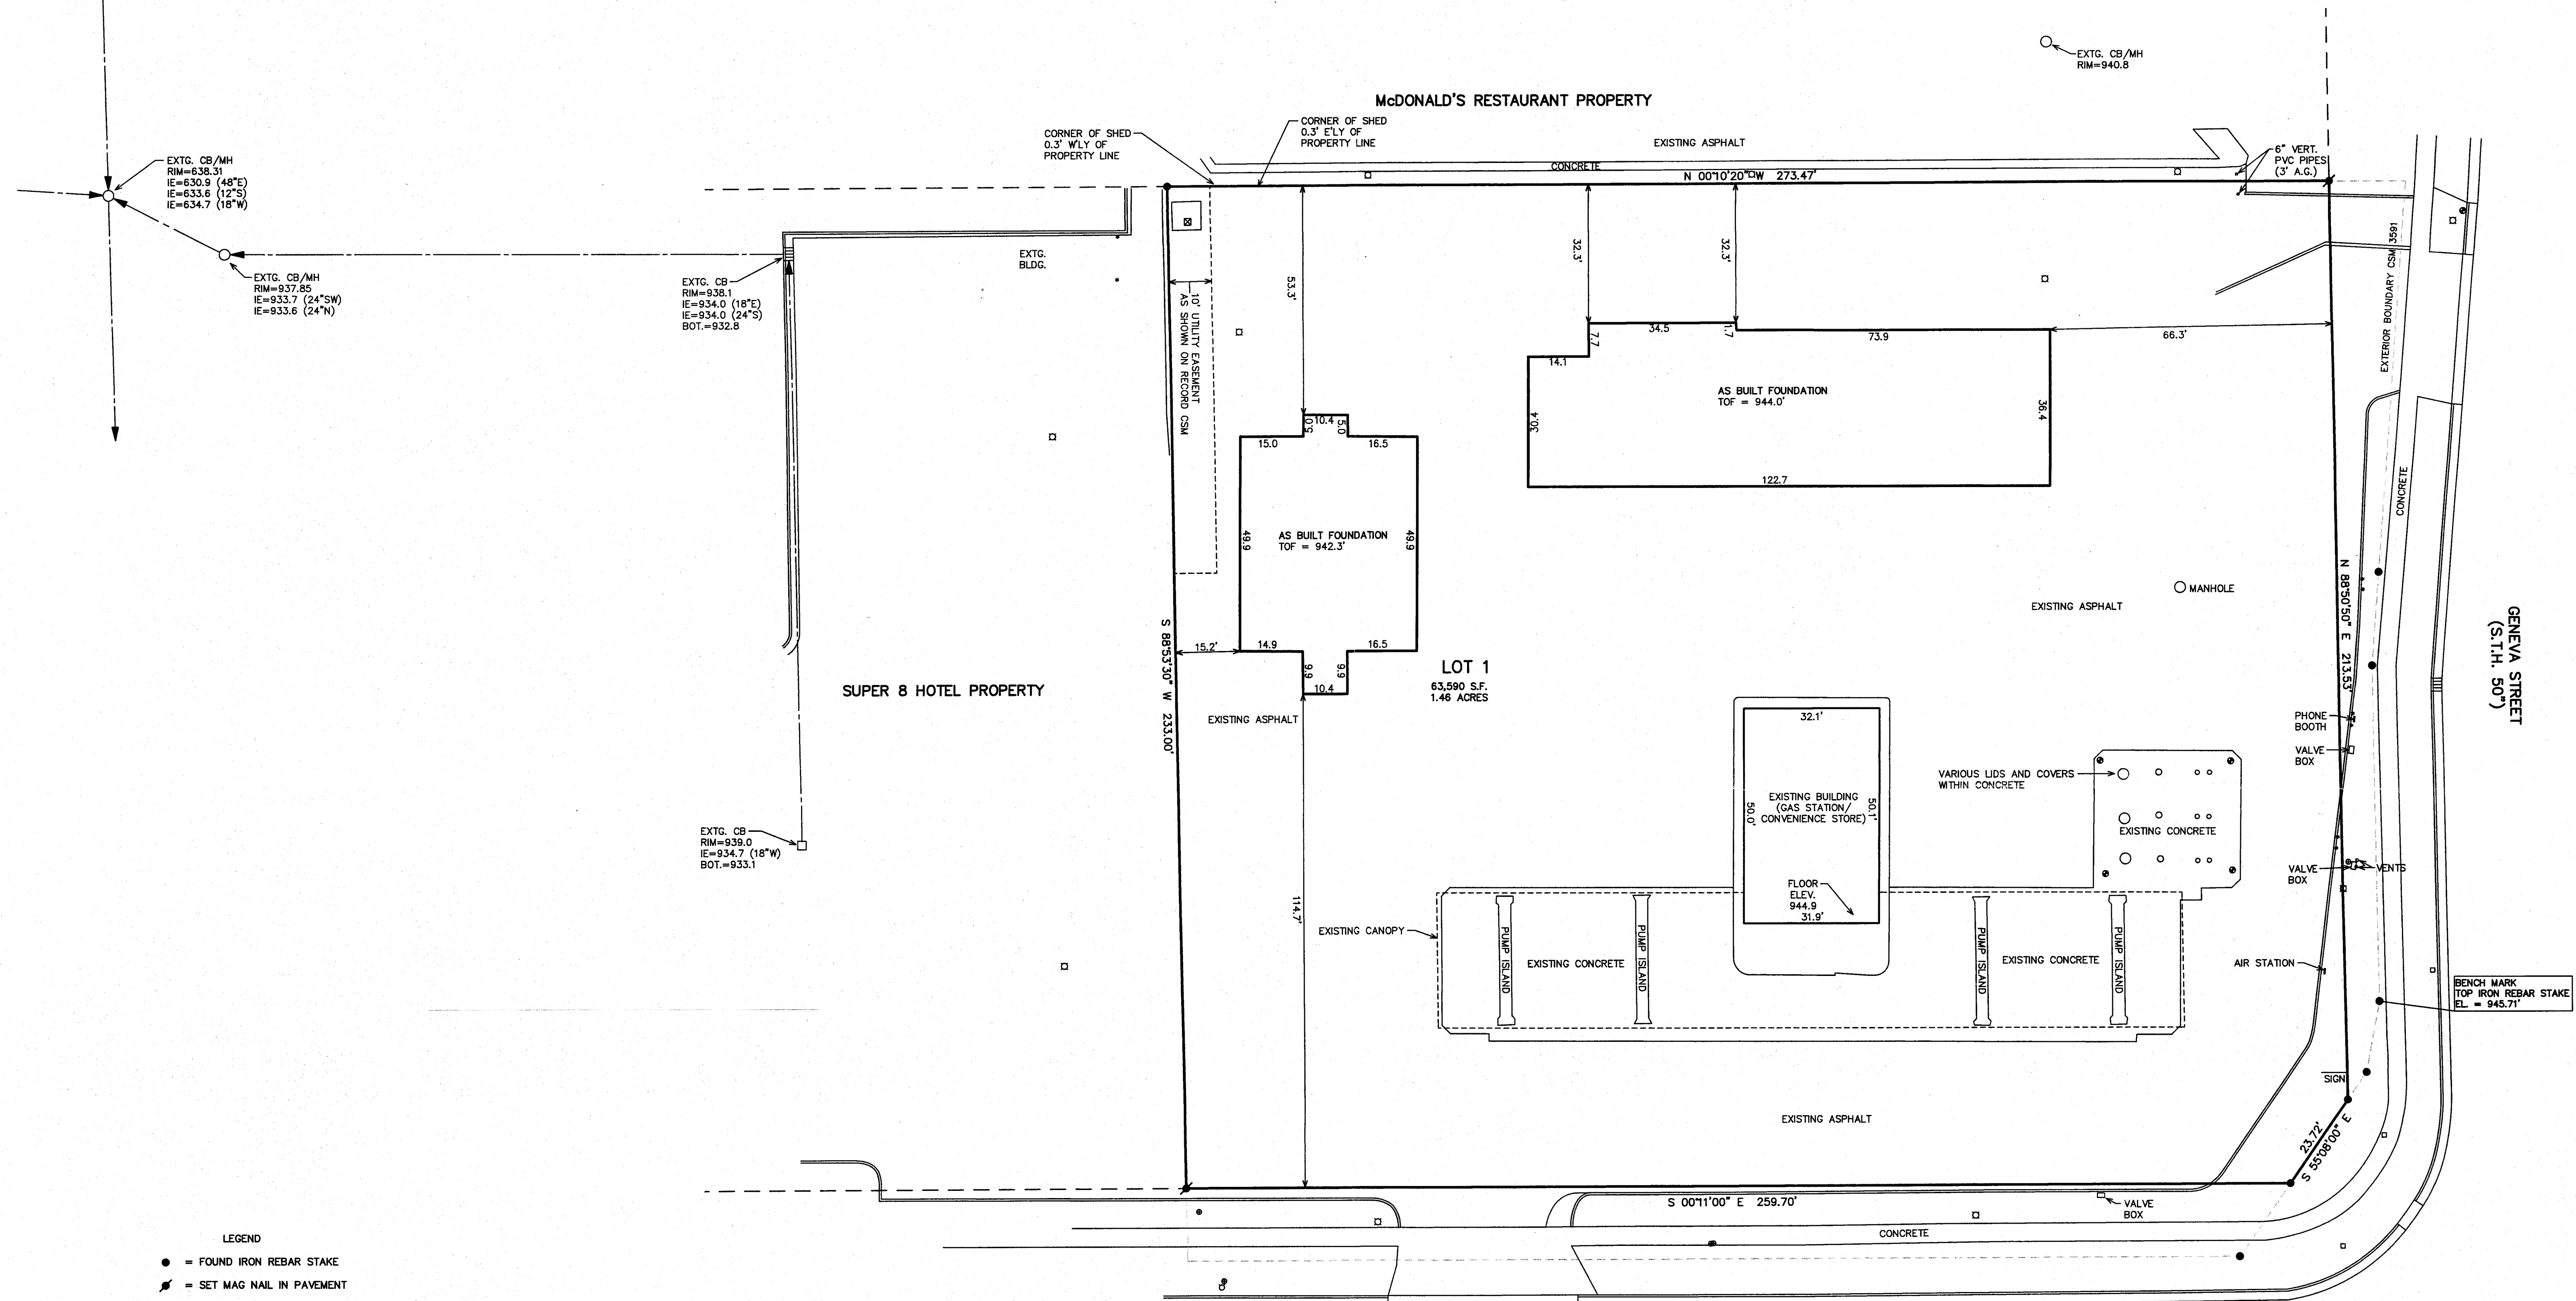 EXTG. CB/MH
RIM=940.8
McDONALD'S RESTAURANT PROPERTY
CORNER OF SHED
0.3' W'LY OF
PROPERTY LINE
CORNER OF SHED
0.3' E'LY OF
PROPERTY LINE
EXISTING ASPHALT
CONCRETE
N 00°10'20" W 273.47'
6" VERT.
PVC PIPES
(3' A.G.)
EXTG. CB/MH
RIM=638.31
IE=630.9 (48"E)
IE=633.6 (12"S)
IE=634.7 (18"W)
EXTG. CB/MH
RIM=937.85
IE=933.7 (24"SW)
IE=933.6 (24"N)
EXTG. CB
RIM=938.1
IE=934.0 (18"E)
IE=934.0 (24"S)
BOT.=932.8
EXTG.
BLDG.
10' UTILITY EASEMENT
AS SHOWN ON RECORD CSM
53.3'
32.3'
32.3'
EXTERIOR BOUNDARY CSM 3591
34.5
1.7
73.9
66.3'
7.7
14.1
30.4
AS BUILT FOUNDATION
TOF = 944.0'
36.4
122.7
5.0
10.4
5.0
15.0
16.5
49.9
AS BUILT FOUNDATION
TOF = 942.3'
49.9
15.2'
14.9
16.5
9.9
9.9
10.4
S 88°53'30" W 233.00'
LOT 1
63,590 S.F.
1.46 ACRES
SUPER 8 HOTEL PROPERTY
EXISTING ASPHALT
114.7'
EXISTING ASPHALT
MANHOLE
N 88°50'50" E 213.53'
CONCRETE
GENEVA STREET
(S.T.H. 50")
PHONE
BOOTH
VALVE
BOX
32.1'
50.0'
EXISTING BUILDING
(GAS STATION/
CONVENIENCE STORE)
50.1'
FLOOR
ELEV.
944.9
31.9'
VARIOUS LIDS AND COVERS
WITHIN CONCRETE
EXISTING CONCRETE
VALVE
BOX
VENTS
EXTG. CB
RIM=939.0
IE=934.7 (18"W)
BOT.=933.1
EXISTING CANOPY
PUMP ISLAND
EXISTING CONCRETE
PUMP ISLAND
PUMP ISLAND
EXISTING CONCRETE
PUMP ISLAND
AIR STATION
BENCH MARK
TOP IRON REBAR STAKE
EL. = 945.71'
SIGN
EXISTING ASPHALT
23.72'
S 55°08'00" E
S 00°11'00" E 259.70'
VALVE
BOX
CONCRETE
LEGEND
= FOUND IRON REBAR STAKE
= SET MAG NAIL IN PAVEMENT